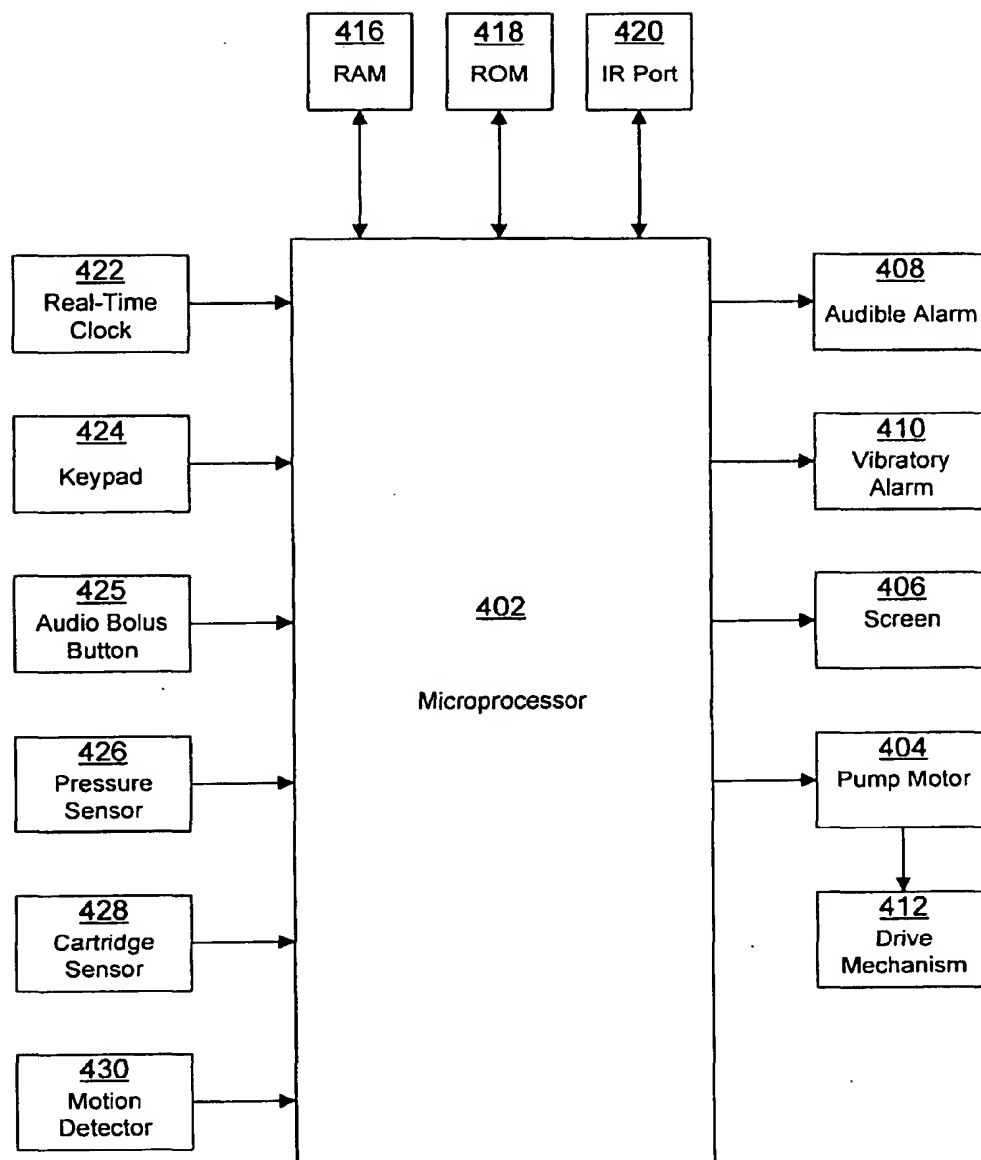 416
RAM
418
ROM
420
IR Port
422
Real-Time
Clock
424
Keypad
425
Audio Bolus
Button
426
Pressure
Sensor
428
Cartridge
Sensor
430
Motion
Detector
402
Microprocessor
408
Audible Alarm
410
Vibratory
Alarm
406
Screen
404
Pump Motor
412
Drive
Mechanism